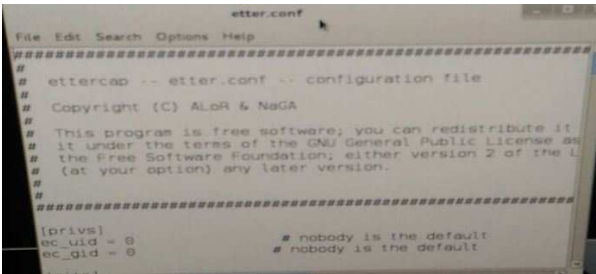 etter.conf
File Edit Search Options Help
############################################################################
#
# ettercap -- etter.conf -- configuration file
#
# Copyright (C) ALoR & NaGA
#
# This program is free software; you can redistribute it
# it under the terms of the GNU General Public License as
# the Free Software Foundation; either version 2 of the L
# (at your option) any later version.
#
#
############################################################################
[privs]
ec_uid = 0 # nobody is the default
ec_gid = 0 # nobody is the default